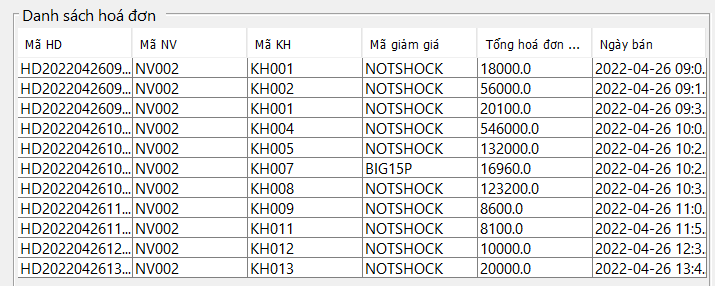 Danh sách hoá đơn
Mã HD Mã NV Mã KH Mã giảm giá Tổng hoá đơn ... Ngày bán
HD2022042609... NV002 KH001 NOTSHOCK 18000.0 2022-04-26 09:0.
HD2022042609... NV002 KH002 NOTSHOCK 56000.0 2022-04-26 09:1.
HD2022042609... NV002 KH001 NOTSHOCK 20100.0 2022-04-26 09:3.
HD2022042610... NV002 KH004 NOTSHOCK 546000.0 2022-04-26 10:0.
HD2022042610... NV002 KH005 NOTSHOCK 132000.0 2022-04-26 10:2.
HD2022042610... NV002 KH007 BIG15P 16960.0 2022-04-26 10:2.
HD2022042610... NV002 KH008 NOTSHOCK 123200.0 2022-04-26 10:3.
HD2022042611... NV002 KH009 NOTSHOCK 8600.0 2022-04-26 11:0.
HD2022042611... NV002 KH011 NOTSHOCK 8100.0 2022-04-26 11:5.
HD2022042612... NV002 KH012 NOTSHOCK 10000.0 2022-04-26 12:3.
HD2022042613... NV002 KH013 NOTSHOCK 20000.0 2022-04-26 13:4.